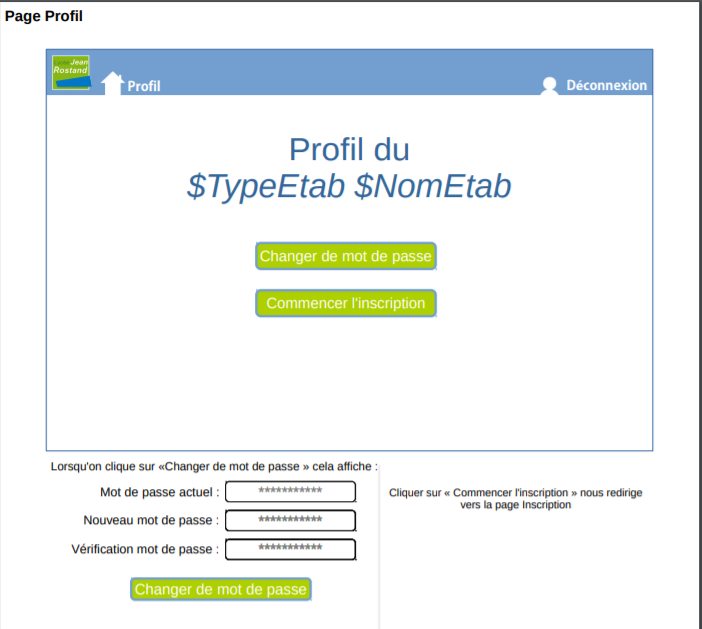 Page Profil
Jean
Rostand
Profil
Déconnexion
Profil du
$TypeEtab $NomEtab
Changer de mot de passe
Commencer l'inscription
Lorsqu'on clique sur «Changer de mot de passe » cela affiche :
Mot de passe actuel : ***********
Nouveau mot de passe : ***********
Vérification mot de passe : ***********
Changer de mot de passe
Cliquer sur « Commencer l'inscription » nous redirige
vers la page Inscription